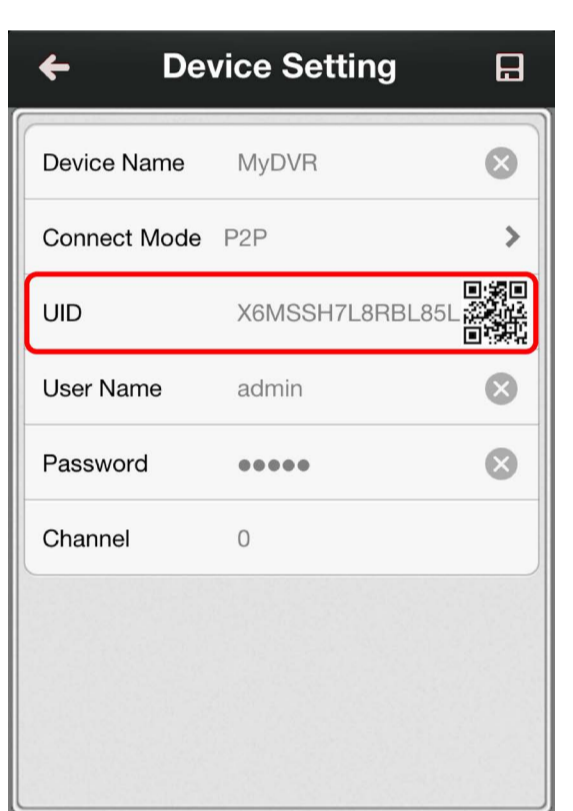 Device Setting
Device Name MyDVR
Connect Mode P2P
UID X6MSSH7L8RBL85L
User Name admin
Password •••••
Channel 0